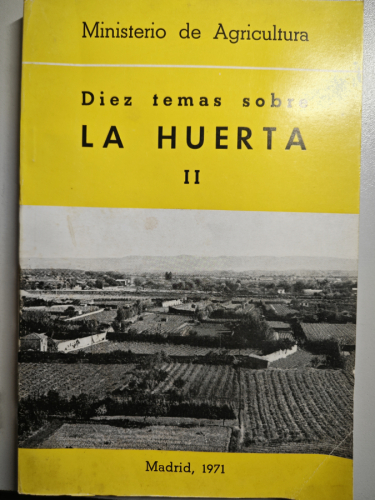 Ministerio de Agricultura
Diez temas sobre
LA HUERTA
II
Madrid, 1971